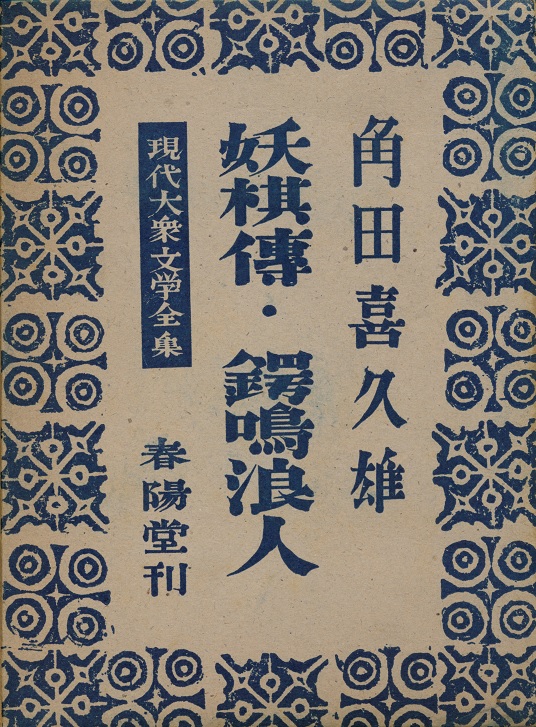 角田喜久雄
妖棋傳・鍔鳴浪人
現代大衆文学全集
春陽堂刊